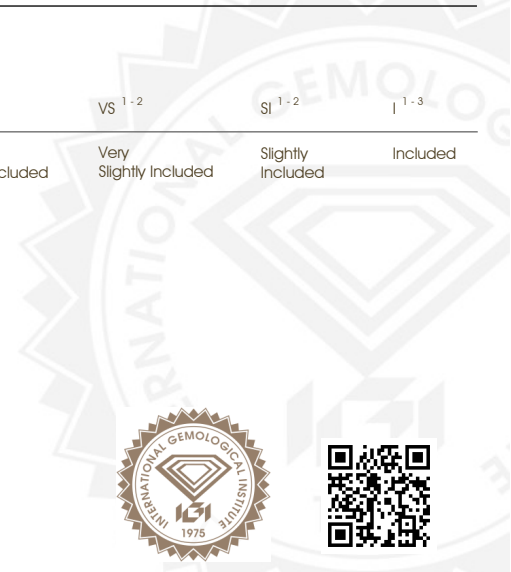 VS 1 - 2
SI 1 - 2
I 1 - 3
cluded
Very
Slightly Included
Slightly
Included
Included
INTERNATIONAL GEMOLOGICAL INSTITUTE
IGI
1975